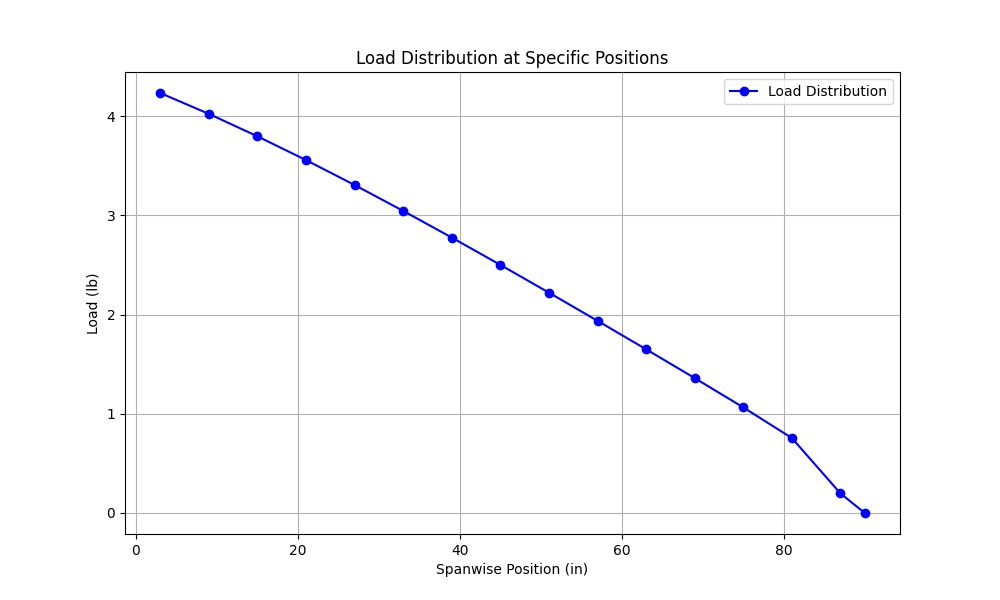 Load Distribution at Specific Positions
Load Distribution
4
3
2
1
0
Load (lb)
0 20 40 60 80
Spanwise Position (in)